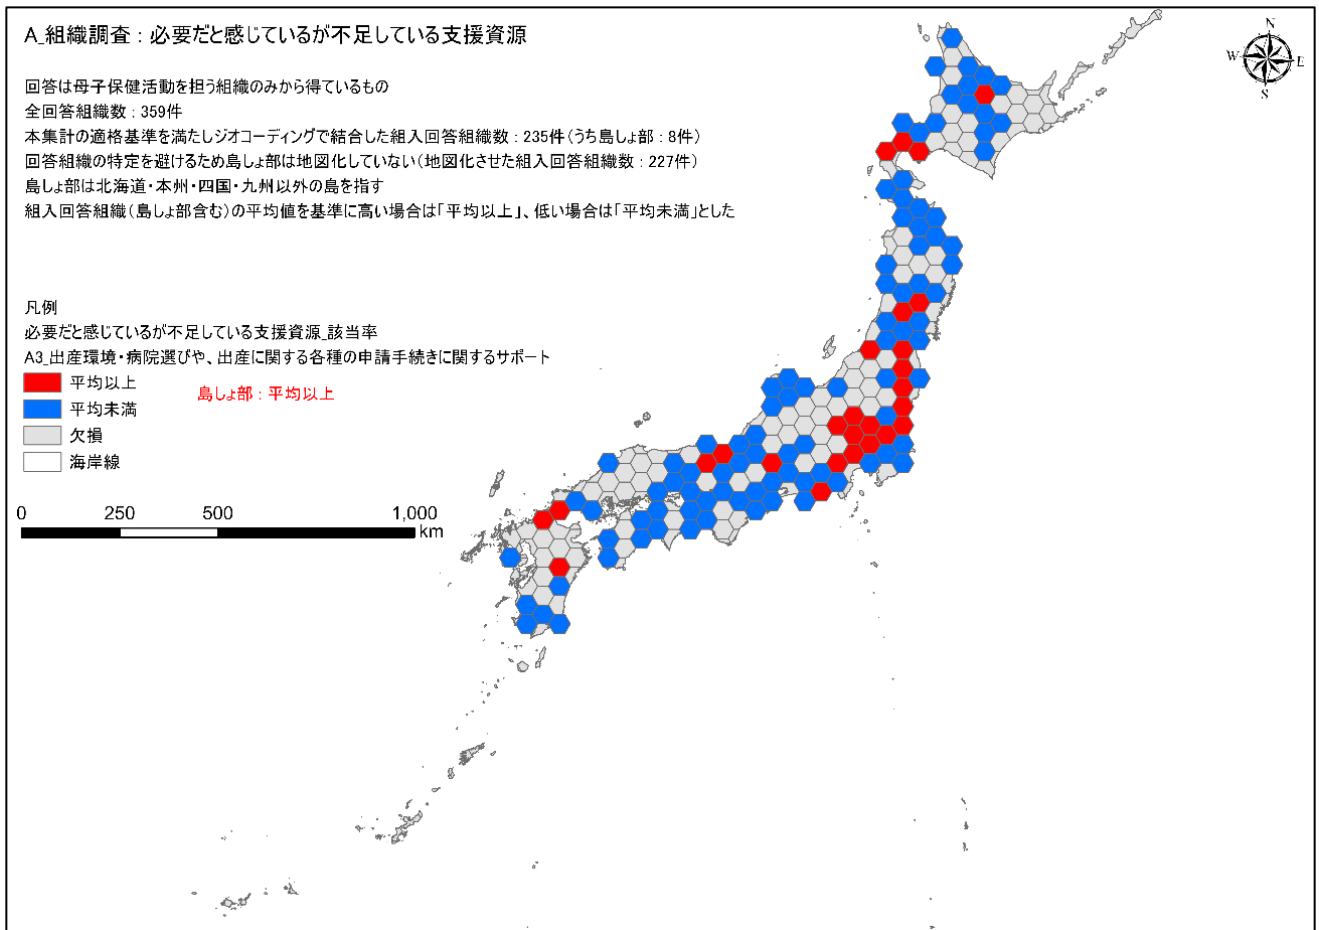 A_組織調査：必要だと感じているが不足している支援資源
回答は母子保健活動を担う組織のみから得ているもの
全回答組織数：359件
本集計の適格基準を満たしジオコーディングで結合した組入回答組織数：235件（うち島しょ部：8件）
回答組織の特定を避けるため島しょ部は地図化していない（地図化させた組入回答組織数：227件）
島しょ部は北海道・本州・四国・九州以外の島を指す
組入回答組織（島しょ部含む）の平均値を基準に高い場合は「平均以上」、低い場合は「平均未満」とした
N
W E
S
凡例
必要だと感じているが不足している支援資源_該当率
A3_出産環境・病院選びや、出産に関する各種の申請手続きに関するサポート
平均以上
島しょ部：平均以上
平均未満
欠損
海岸線
0 250 500 1,000
km